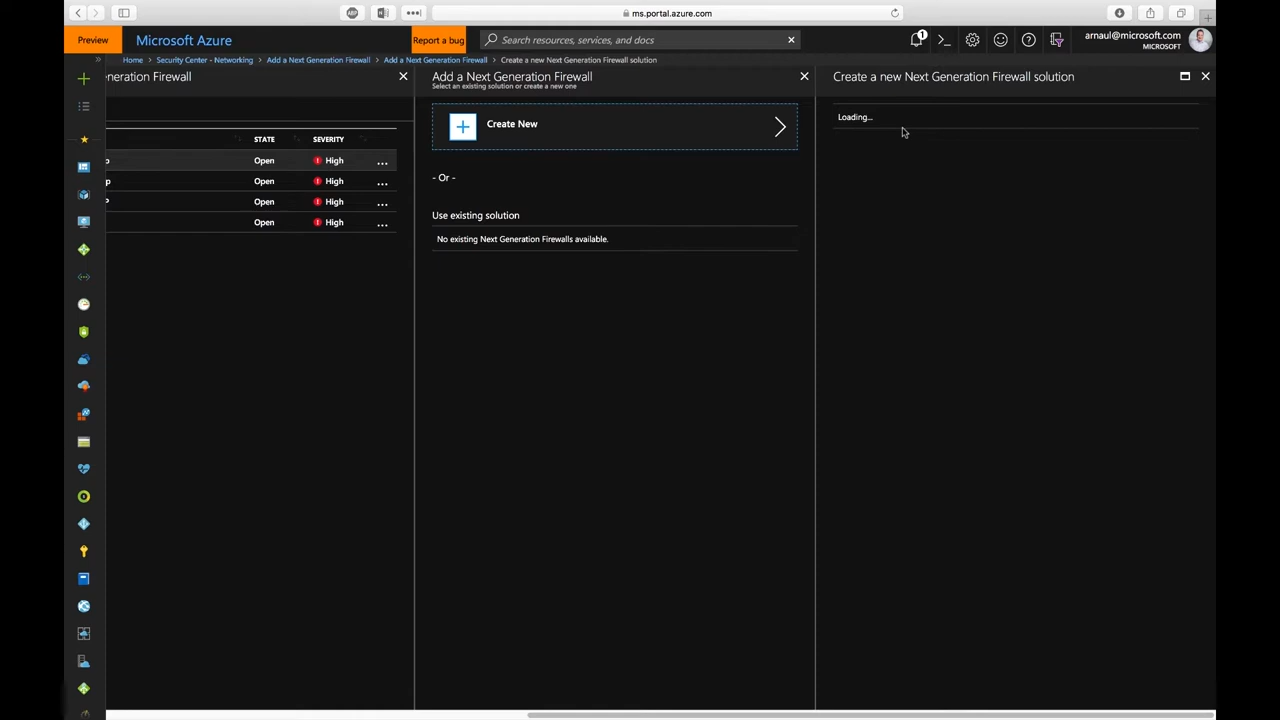 ms.portal.azure.com
Preview
Microsoft Azure
Report a bug
Search resources, services, and docs
1
arnaul@microsoft.com
MICROSOFT
Home > Security Center - Networking > Add a Next Generation Firewall > Add a Next Generation Firewall > Create a new Next Generation Firewall solution
eneration Firewall
STATE
SEVERITY
p
Open
High
...
p
Open
High
...
P
Open
High
...
Open
High
...
Add a Next Generation Firewall
Select an existing solution or create a new one
Create New
- Or -
Use existing solution
No existing Next Generation Firewalls available.
Create a new Next Generation Firewall solution
Loading...